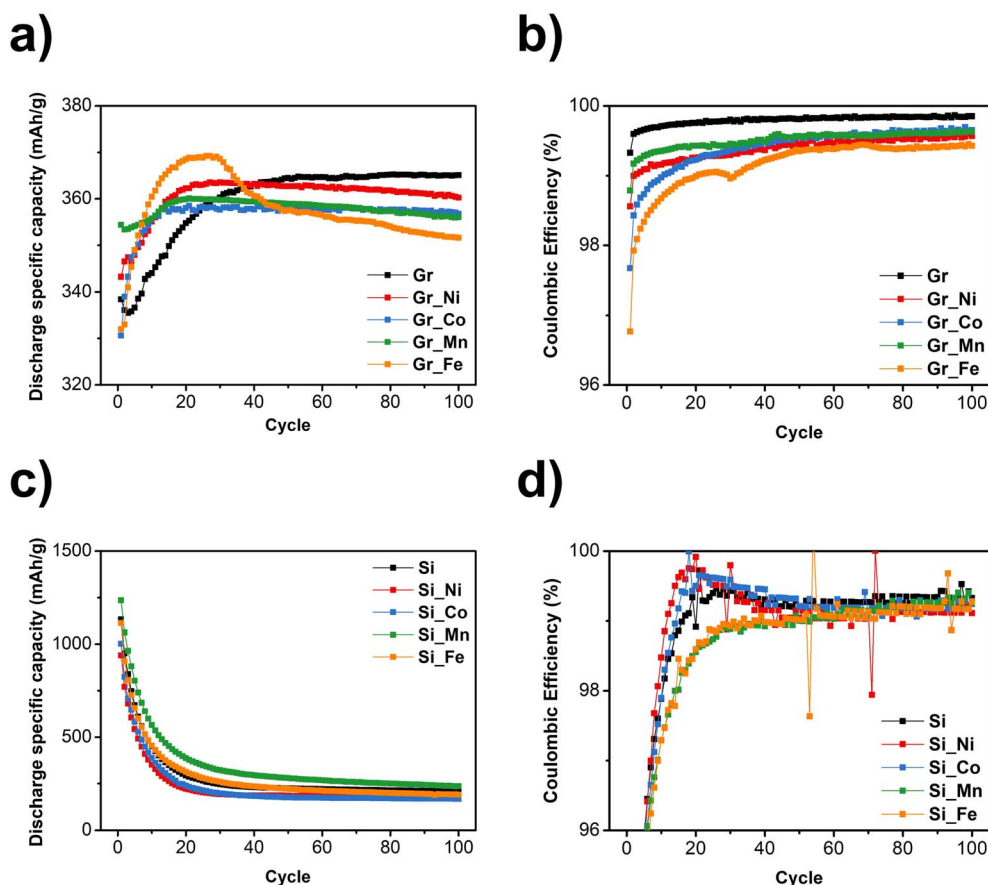 a)
Discharge specific capacity (mAh/g)
380
360
340
320
0
20
40
60
80
100
Cycle
Gr
Gr_Ni
Gr_Co
Gr_Mn
Gr_Fe
b)
Coulombic Efficiency (%)
100
98
96
0
20
40
60
80
100
Cycle
Gr
Gr_Ni
Gr_Co
Gr_Mn
Gr_Fe
c)
Discharge specific capacity (mAh/g)
1500
1000
500
0
0
20
40
60
80
100
Cycle
Si
Si_Ni
Si_Co
Si_Mn
Si_Fe
d)
Coulombic Efficiency (%)
100
98
96
0
20
40
60
80
100
Cycle
Si
Si_Ni
Si_Co
Si_Mn
Si_Fe